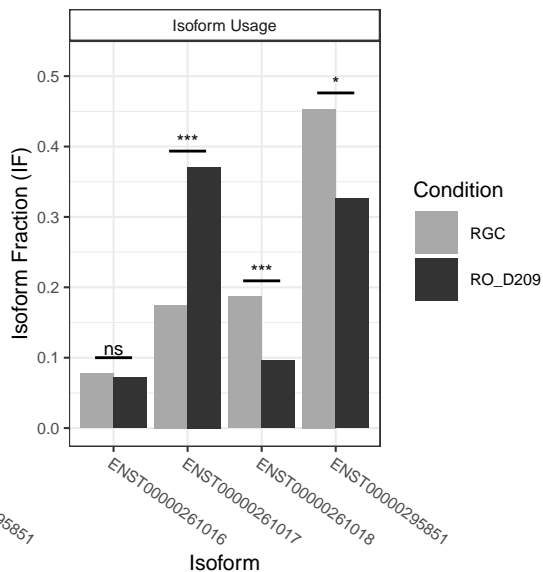 Isoform Usage
0.5
0.4
0.3
0.2
0.1
0.0
Isoform Fraction (IF)
ns
***
***
*
Condition
RGC
RO_D209
95851
ENST00000261016
ENST00000261017
ENST00000261018
ENST00000295851
Isoform